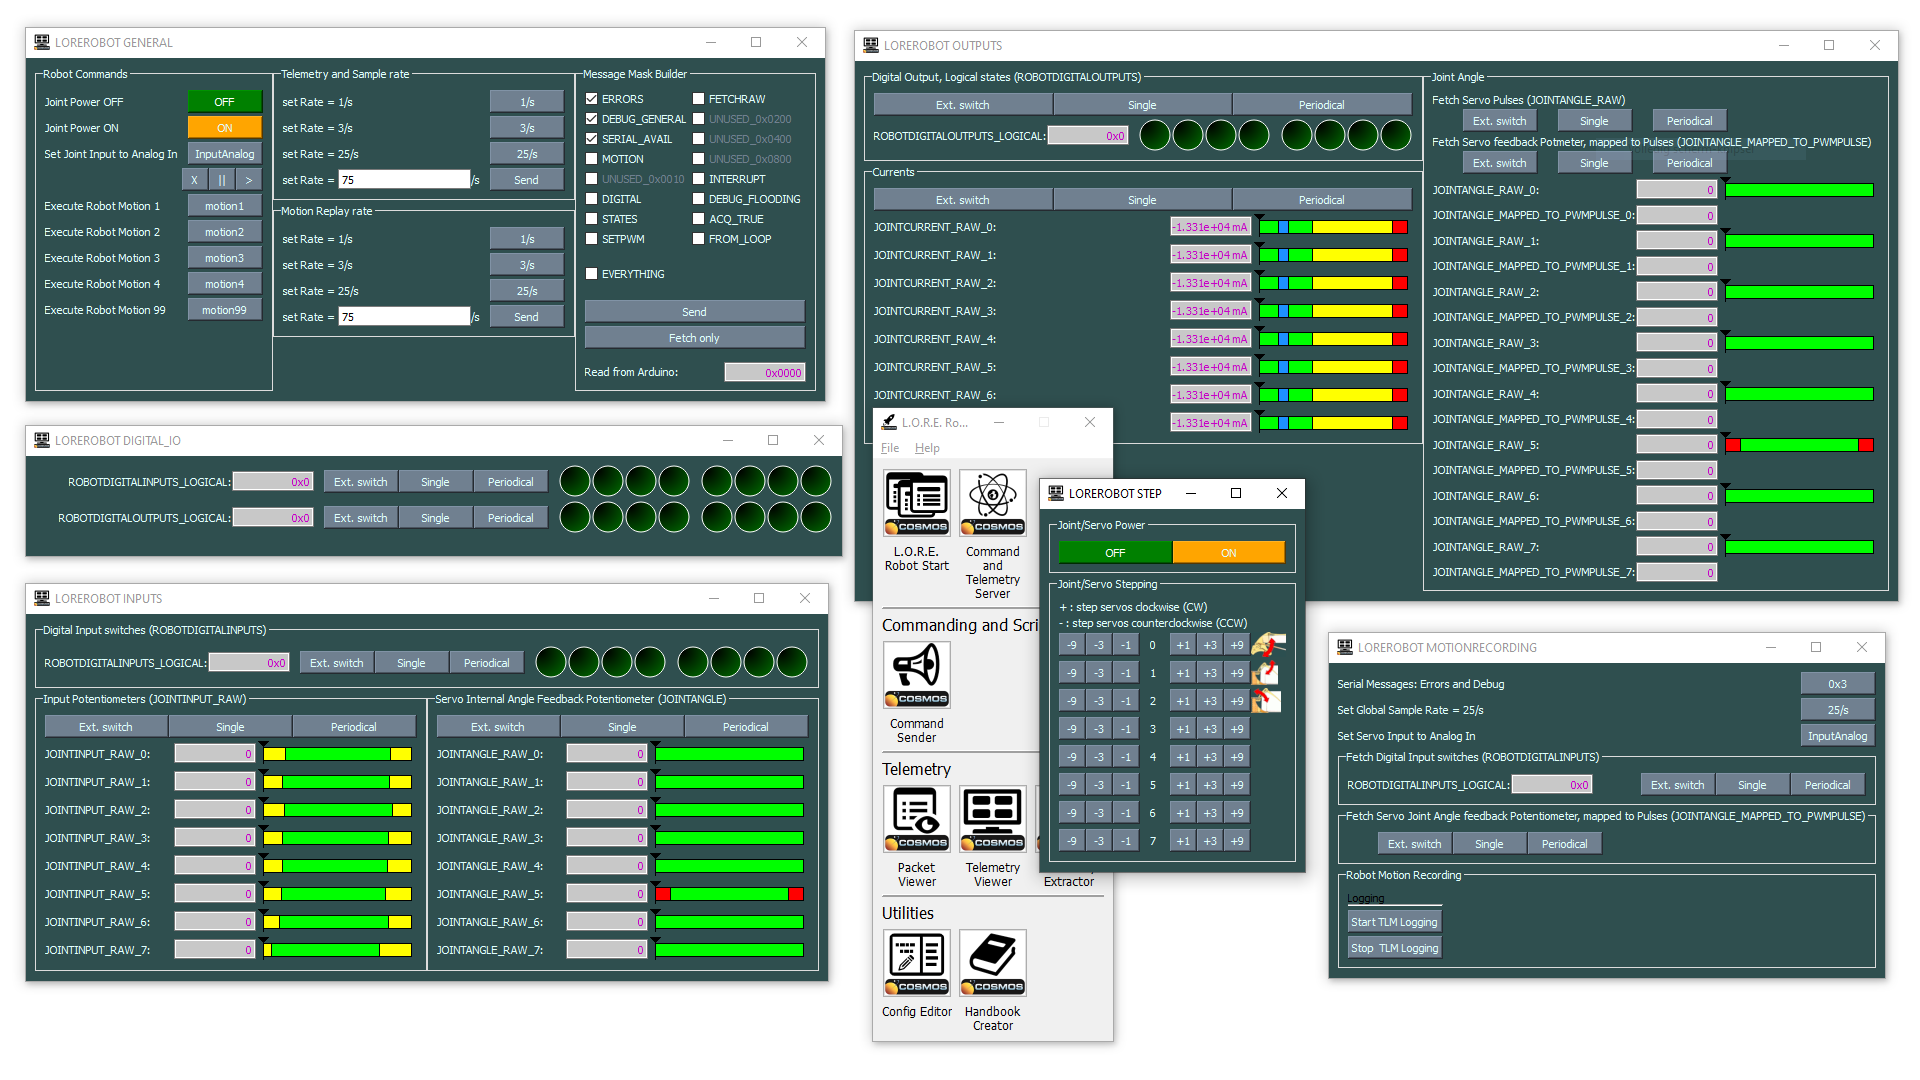 LOREROBOT GENERAL
Robot Commands
Joint Power OFF OFF
Joint Power ON ON
Set Joint Input to Analog In InputAnalog
X || >
Execute Robot Motion 1 motion1
Execute Robot Motion 2 motion2
Execute Robot Motion 3 motion3
Execute Robot Motion 4 motion4
Execute Robot Motion 99 motion99
Telemetry and Sample rate
set Rate = 1/s 1/s
set Rate = 3/s 3/s
set Rate = 25/s 25/s
set Rate = 75 /s Send
Motion Replay rate
set Rate = 1/s 1/s
set Rate = 3/s 3/s
set Rate = 25/s 25/s
set Rate = 75 /s Send
Message Mask Builder
ERRORS FETCHRAW
DEBUG_GENERAL UNUSED_0x0200
SERIAL_AVAIL UNUSED_0x0400
MOTION UNUSED_0x0800
UNUSED_0x0010 INTERRUPT
DIGITAL DEBUG_FLOODING
STATES ACQ_TRUE
SETPWM FROM_LOOP
EVERYTHING
Send
Fetch only
Read from Arduino: 0x0000
LOREROBOT DIGITAL_IO
ROBOTDIGITALINPUTS_LOGICAL: 0x0 Ext. switch Single Periodical
ROBOTDIGITALOUTPUTS_LOGICAL: 0x0 Ext. switch Single Periodical
LOREROBOT INPUTS
Digital Input switches (ROBOTDIGITALINPUTS)
ROBOTDIGITALINPUTS_LOGICAL: 0x0 Ext. switch Single Periodical
Input Potentiometers (JOINTINPUT_RAW)
Ext. switch Single Periodical
JOINTINPUT_RAW_0: 0
JOINTINPUT_RAW_1: 0
JOINTINPUT_RAW_2: 0
JOINTINPUT_RAW_3: 0
JOINTINPUT_RAW_4: 0
JOINTINPUT_RAW_5: 0
JOINTINPUT_RAW_6: 0
JOINTINPUT_RAW_7: 0
Servo Internal Angle Feedback Potentiometer (JOINTANGLE)
Ext. switch Single Periodical
JOINTANGLE_RAW_0: 0
JOINTANGLE_RAW_1: 0
JOINTANGLE_RAW_2: 0
JOINTANGLE_RAW_3: 0
JOINTANGLE_RAW_4: 0
JOINTANGLE_RAW_5: 0
JOINTANGLE_RAW_6: 0
JOINTANGLE_RAW_7: 0
LOREROBOT OUTPUTS
Digital Output, Logical states (ROBOTDIGITALOUTPUTS)
Ext. switch Single Periodical
ROBOTDIGITALOUTPUTS_LOGICAL: 0x0
Currents
Ext. switch Single Periodical
JOINTCURRENT_RAW_0: -1.331e+04 mA
JOINTCURRENT_RAW_1: -1.331e+04 mA
JOINTCURRENT_RAW_2: -1.331e+04 mA
JOINTCURRENT_RAW_3: -1.331e+04 mA
JOINTCURRENT_RAW_4: -1.331e+04 mA
JOINTCURRENT_RAW_5: -1.331e+04 mA
JOINTCURRENT_RAW_6: -1.331e+04 mA
-1.331e+04 mA
Joint Angle
Fetch Servo Pulses (JOINTANGLE_RAW)
Ext. switch Single Periodical
Fetch Servo feedback Potmeter, mapped to Pulses (JOINTANGLE_MAPPED_TO_PWMPULSE)
Ext. switch Single Periodical
JOINTANGLE_RAW_0: 0
JOINTANGLE_MAPPED_TO_PWMPULSE_0: 0
JOINTANGLE_RAW_1: 0
JOINTANGLE_MAPPED_TO_PWMPULSE_1: 0
JOINTANGLE_RAW_2: 0
JOINTANGLE_MAPPED_TO_PWMPULSE_2: 0
JOINTANGLE_RAW_3: 0
JOINTANGLE_MAPPED_TO_PWMPULSE_3: 0
JOINTANGLE_RAW_4: 0
JOINTANGLE_MAPPED_TO_PWMPULSE_4: 0
JOINTANGLE_RAW_5: 0
JOINTANGLE_MAPPED_TO_PWMPULSE_5: 0
JOINTANGLE_RAW_6: 0
JOINTANGLE_MAPPED_TO_PWMPULSE_6: 0
JOINTANGLE_RAW_7: 0
JOINTANGLE_MAPPED_TO_PWMPULSE_7: 0
L.O.R.E. Ro...
File Help
COSMOS COSMOS
L.O.R.E. Robot Start
Command and Telemetry Server
Commanding and Scri
COSMOS
Command Sender
Telemetry
COSMOS COSMOS
Packet Viewer
Telemetry Viewer
Extractor
Utilities
COSMOS COSMOS
Config Editor
Handbook Creator
LOREROBOT STEP
Joint/Servo Power
OFF ON
Joint/Servo Stepping
+ : step servos clockwise (CW)
- : step servos counterclockwise (CCW)
-9 -3 -1 0 +1 +3 +9
-9 -3 -1 1 +1 +3 +9
-9 -3 -1 2 +1 +3 +9
-9 -3 -1 3 +1 +3 +9
-9 -3 -1 4 +1 +3 +9
-9 -3 -1 5 +1 +3 +9
-9 -3 -1 6 +1 +3 +9
-9 -3 -1 7 +1 +3 +9
LOREROBOT MOTIONRECORDING
Serial Messages: Errors and Debug 0x3
Set Global Sample Rate = 25/s 25/s
Set Servo Input to Analog In InputAnalog
Fetch Digital Input switches (ROBOTDIGITALINPUTS)
ROBOTDIGITALINPUTS_LOGICAL: 0x0 Ext. switch Single Periodical
Fetch Servo Joint Angle feedback Potentiometer, mapped to Pulses (JOINTANGLE_MAPPED_TO_PWMPULSE)
Ext. switch Single Periodical
Robot Motion Recording
Logging
Start TLM Logging
Stop TLM Logging